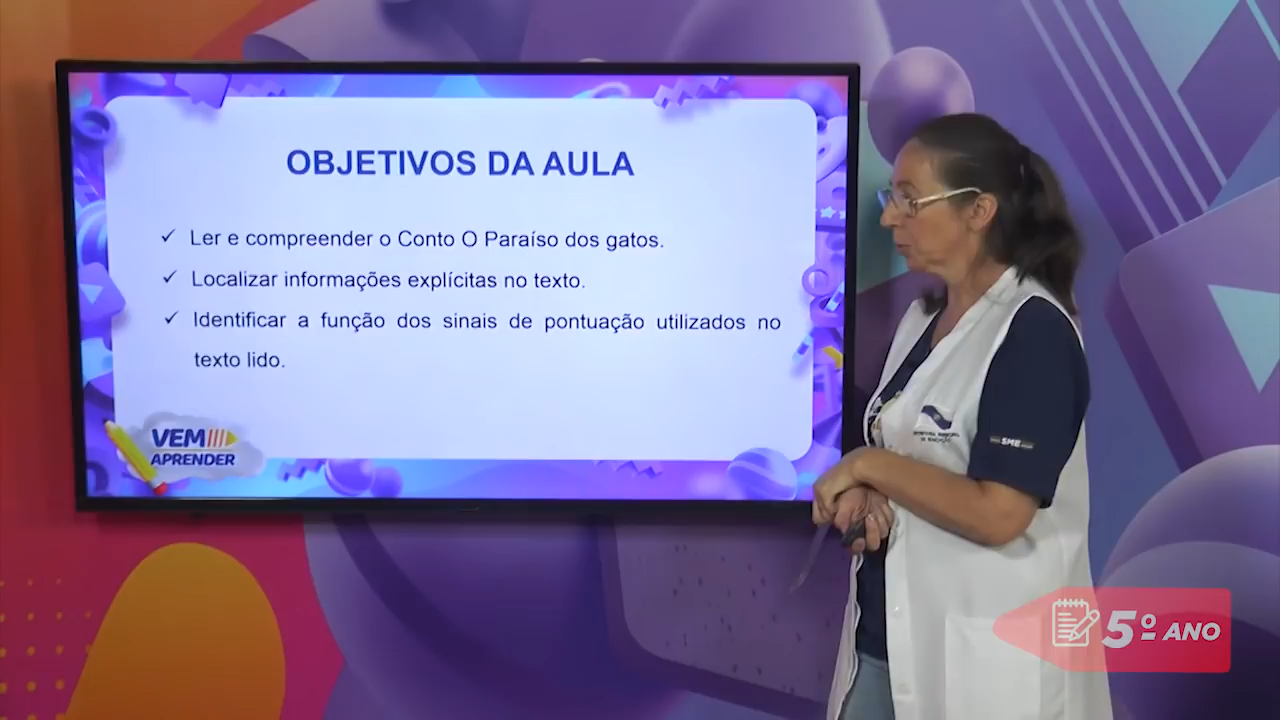 OBJETIVOS DA AULA
✓ Ler e compreender o Conto O Paraíso dos gatos.
✓ Localizar informações explícitas no texto.
✓ Identificar a função dos sinais de pontuação utilizados no
texto lido.
VEM
APRENDER
SME
5º ANO